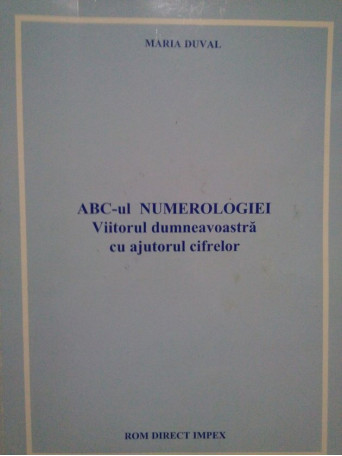 MARIA DUVAL
ABC-ul NUMEROLOGIEI
Viitorul dumneavoastră
cu ajutorul cifrelor
ROM DIRECT IMPEX